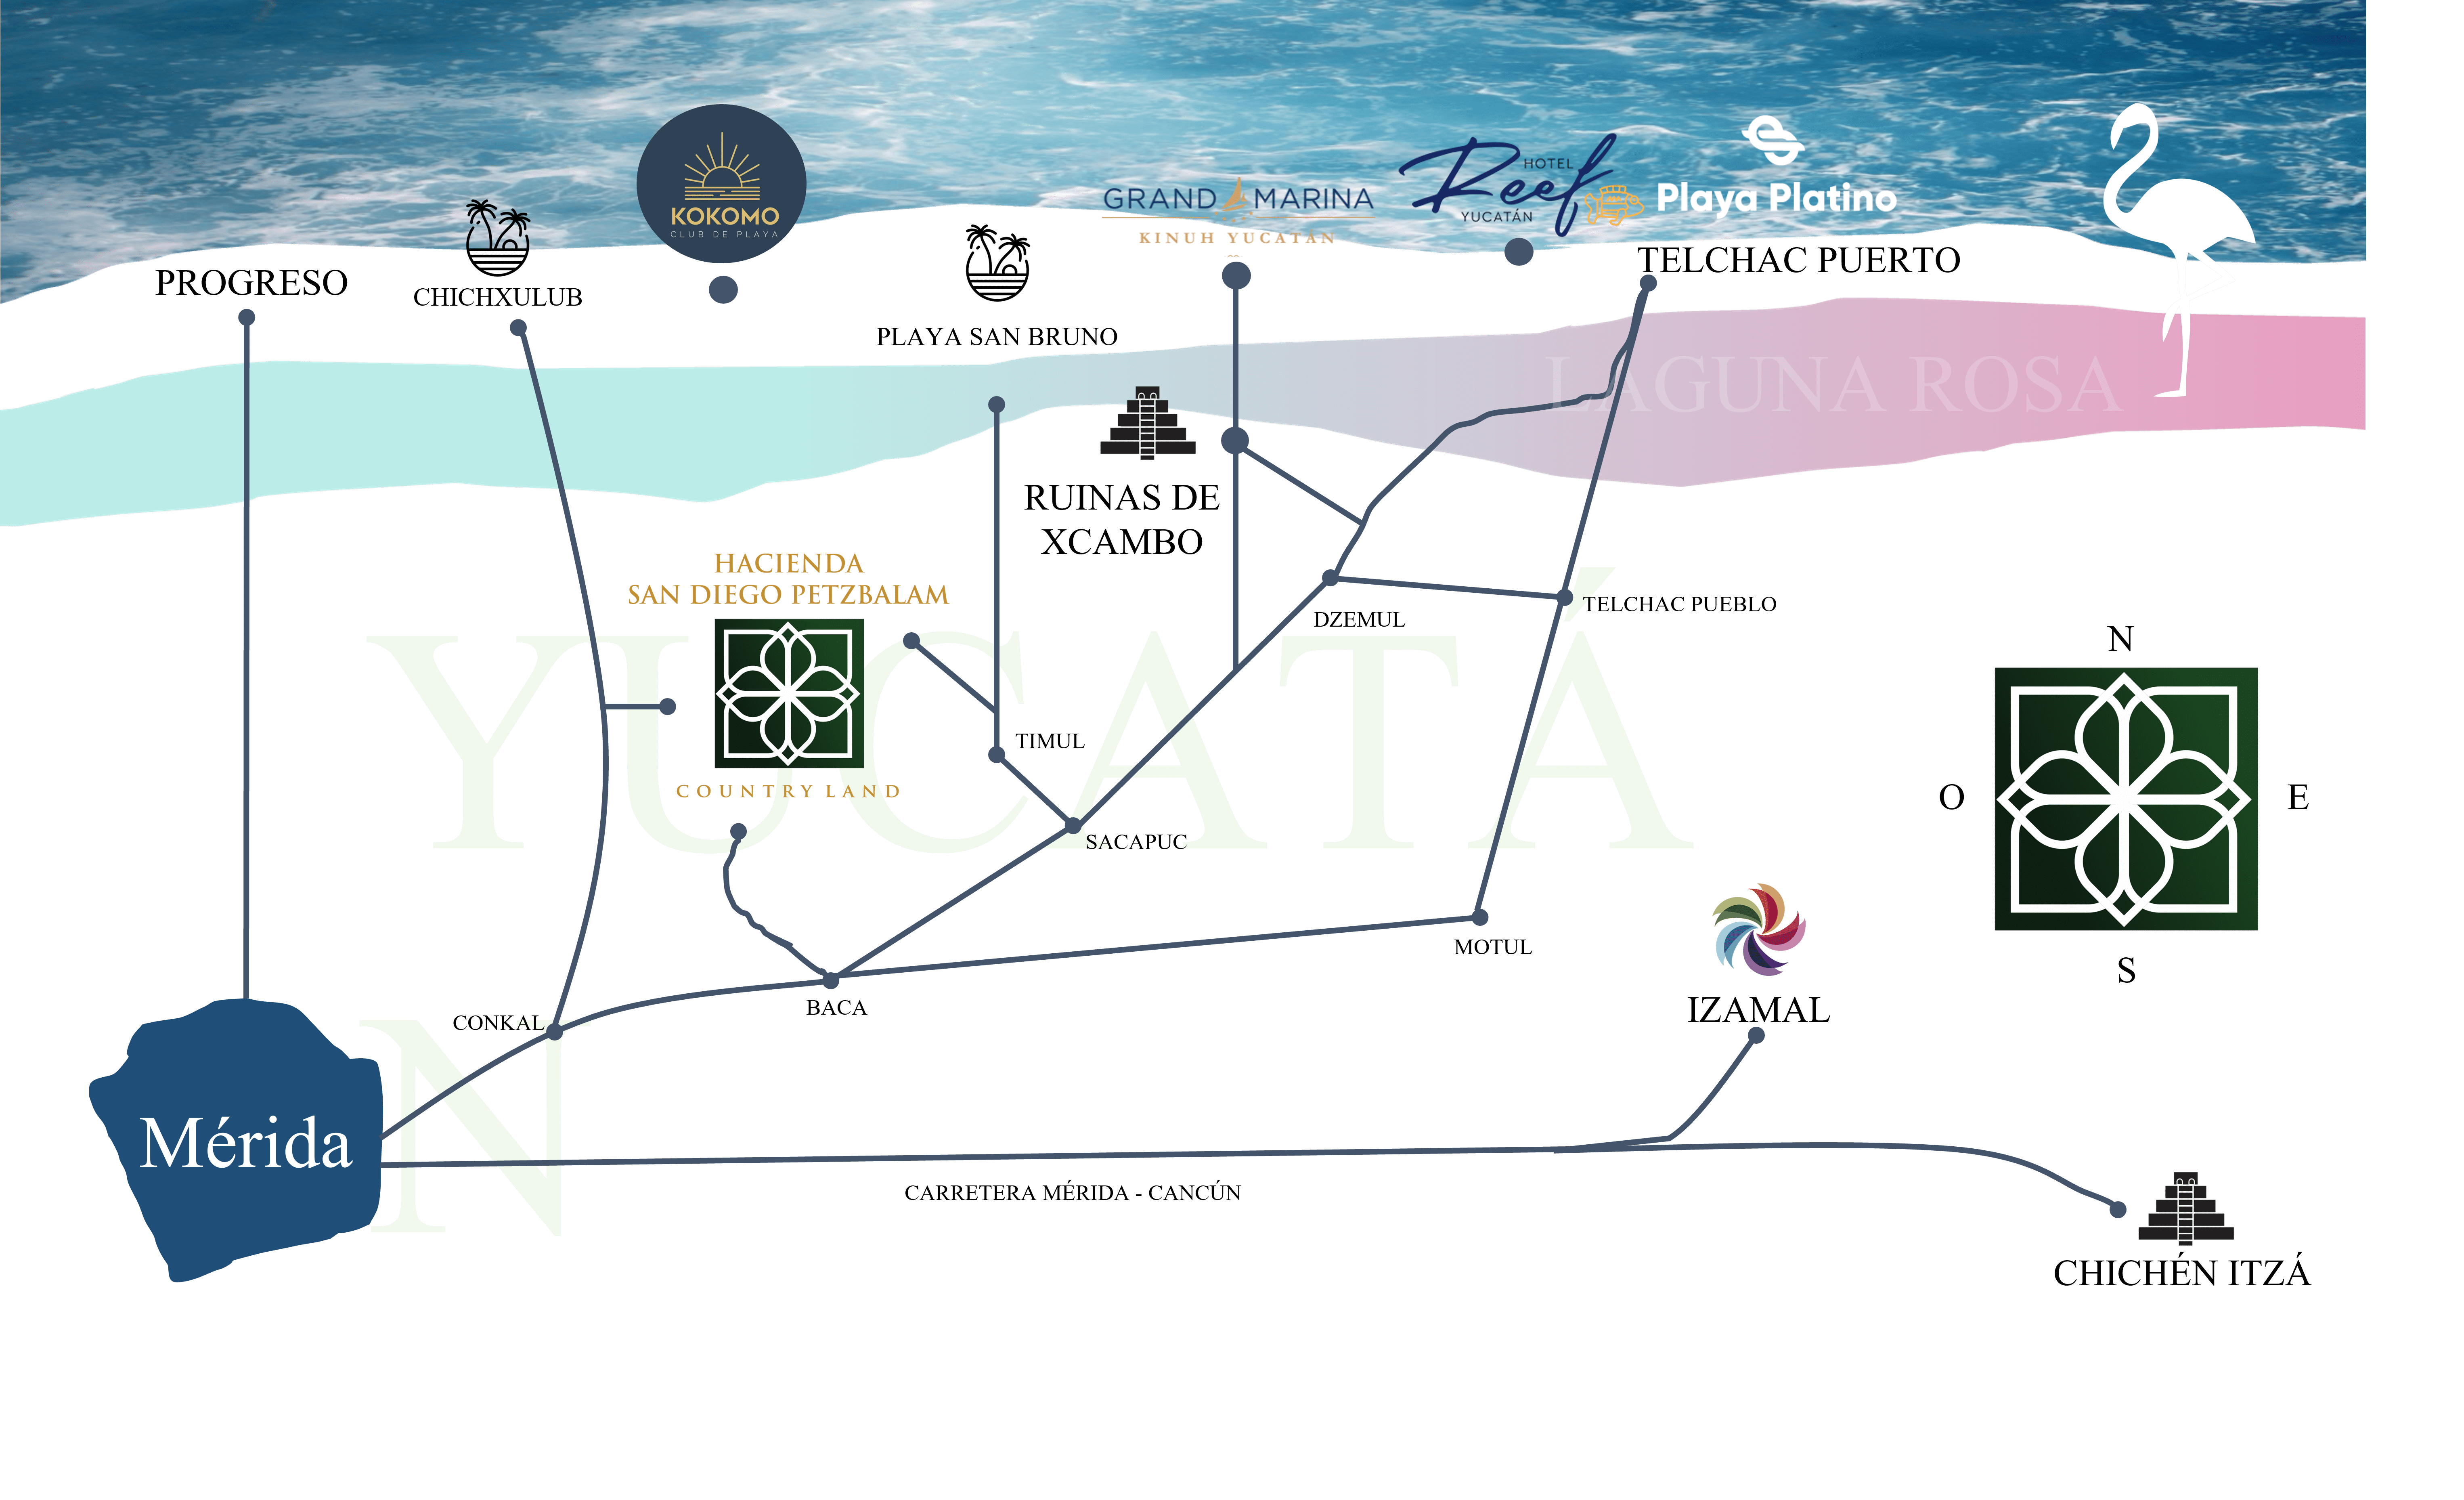 KOKOMO
CLUB DE PLAYA
GRAND MARINA
KINUH YUCATÁN
HOTEL
Reef
YUCATÁN
Playa Platino
PROGRESO
CHICHXULUB
PLAYA SAN BRUNO
TELCHAC PUERTO
LAGUNA ROSA
RUINAS DE
XCAMBO
HACIENDA
SAN DIEGO PETZBALAM
COUNTRY LAND
DZEMUL
TELCHAC PUEBLO
TIMUL
SACAPUC
YUCATÁ
N
N
O
E
S
MOTUL
BACA
CONKAL
IZAMAL
Mérida
CARRETERA MÉRIDA - CANCÚN
CHICHÉN ITZÁ